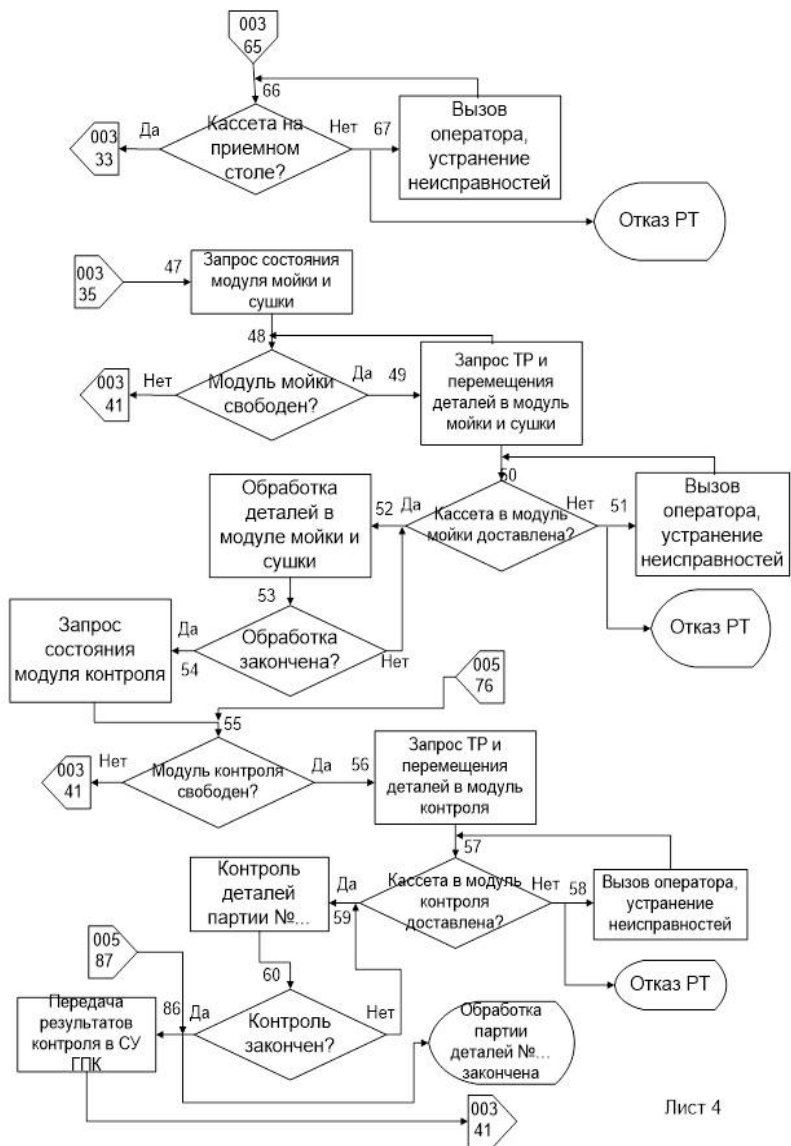 003
65
66
003
33
Да
Кассета на
приемном
столе?
Нет
67
Вызов
оператора,
устранение
неисправностей
Отказ РТ
003
35
47
Запрос состояния
модуля мойки и
сушки
48
003
41
Нет
Модуль мойки
свободен?
Да
49
Запрос ТР и
перемещения
деталей в модуль
мойки и сушки
50
Обработка
деталей в
модуле мойки и
сушки
52
Да
Кассета в модуль
мойки доставлена?
Нет
51
Вызов
оператора,
устранение
неисправностей
Отказ РТ
53
Запрос
состояния
модуля контроля
Да
54
Обработка
закончена?
Нет
005
76
55
003
41
Нет
Модуль контроля
свободен?
Да
56
Запрос ТР и
перемещения
деталей в модуль
контроля
57
Контроль
деталей
партии №...
Да
59
Кассета в модуль
контроля
доставлена?
Нет
58
Вызов оператора,
устранение
неисправностей
Отказ РТ
005
87
60
Передача
результатов
контроля в СУ
ГПК
86
Да
Контроль
закончен?
Нет
Обработка
партии
деталей №...
закончена
003
41
Лист 4